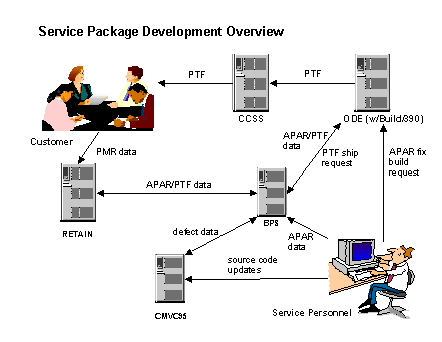 Service Package Development Overview
PTF
PTF
CCSS
ODE (w/Build/390)
Customer
APAR/PTF
data
PTF ship
request
APAR fix
build
request
PMR data
APAR/PTF data
RETAIN
BPS
defect data
APAR
data
source code
updates
CMVC95
Service Personnel